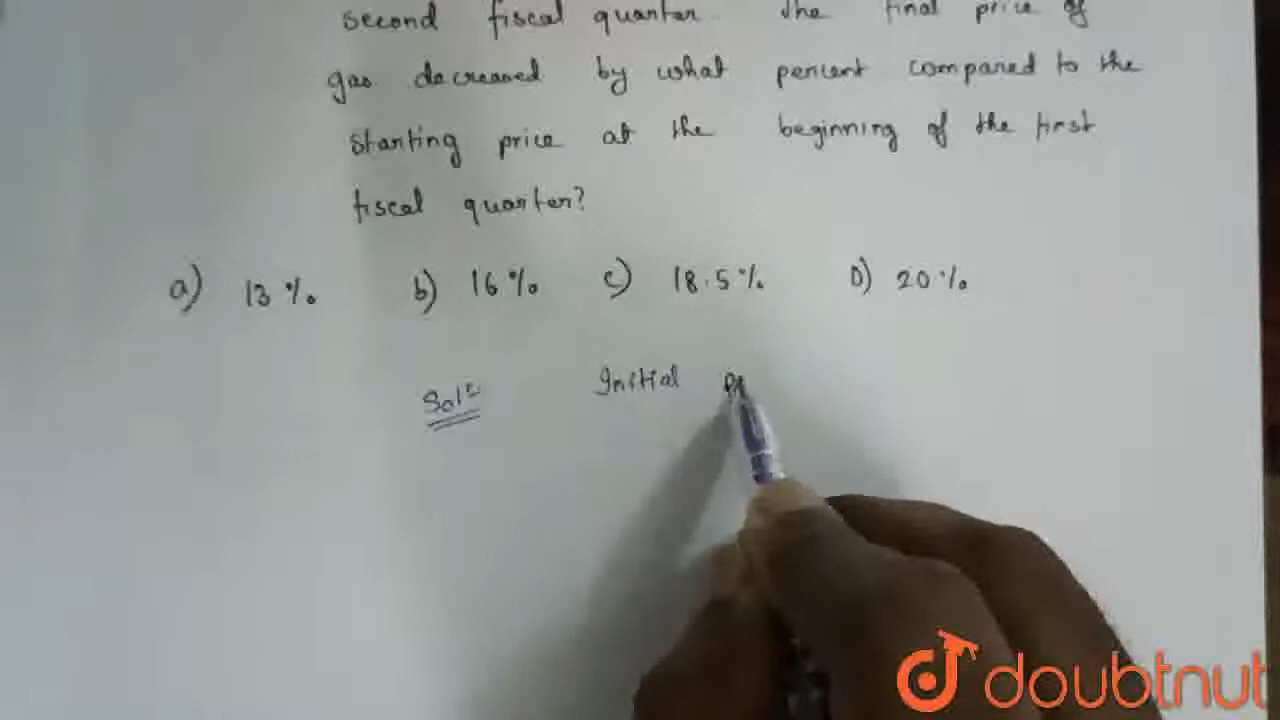 second fiscal quarter. The final price of
gas decreased by what percent compared to the
starting price at the beginning of the first
fiscal quarter?
a) 13% b) 16% c) 18.5% D) 20%
Solⁿ Initial
doubtnut